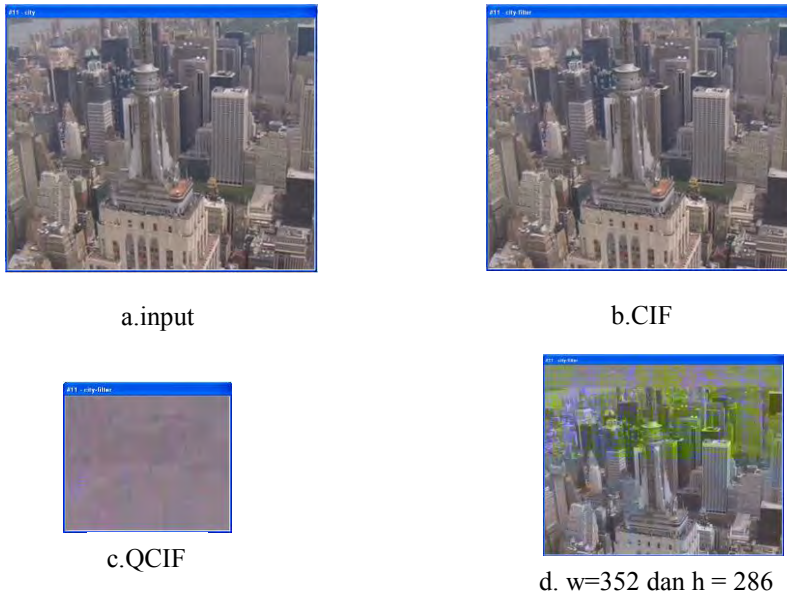 #11 - city
#11 - city-filter
a.input
b.CIF
#11 - city-filter
#11 - city-filter
c.QCIF
d. w=352 dan h = 286